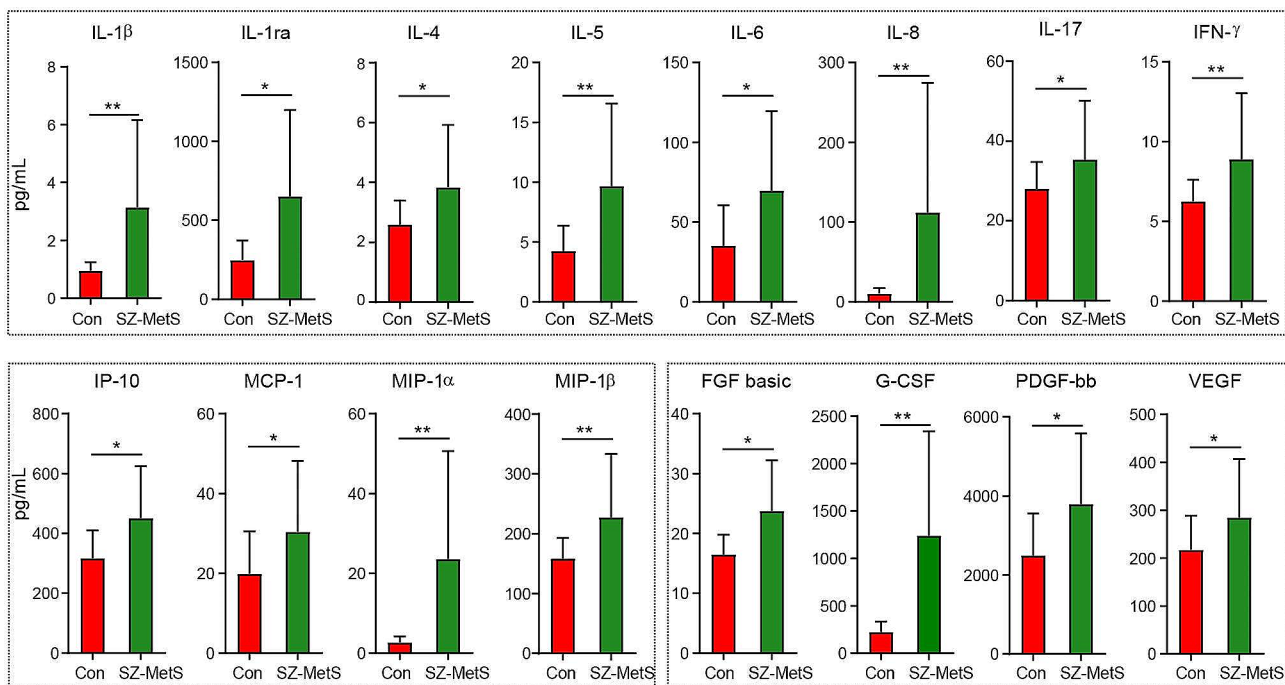 IL-1β IL-1ra IL-4 IL-5 IL-6 IL-8 IL-17 IFN-γ
8 1500 8 20 150 300 60 15
** * * ** * ** * **
6 1000 6 15 100 200 40 10
4 500 4 10 50 100 20 5
2 0 2 5 0 0 0 0
0 0 0
pg/mL
Con SZ-MetS Con SZ-MetS Con SZ-MetS Con SZ-MetS Con SZ-MetS Con SZ-MetS Con SZ-MetS Con SZ-MetS
IP-10 MCP-1 MIP-1α MIP-1β FGF basic G-CSF PDGF-bb VEGF
800 60 60 400 40 2500 6000 500
* * ** ** * ** * *
600 40 40 300 30 2000 4000 400
400 20 20 200 20 1500 2000 300
200 0 0 100 10 1000 0 200
0 0 0 500 100
0 0
pg/mL
Con SZ-MetS Con SZ-MetS Con SZ-MetS Con SZ-MetS Con SZ-MetS Con SZ-MetS Con SZ-MetS Con SZ-MetS